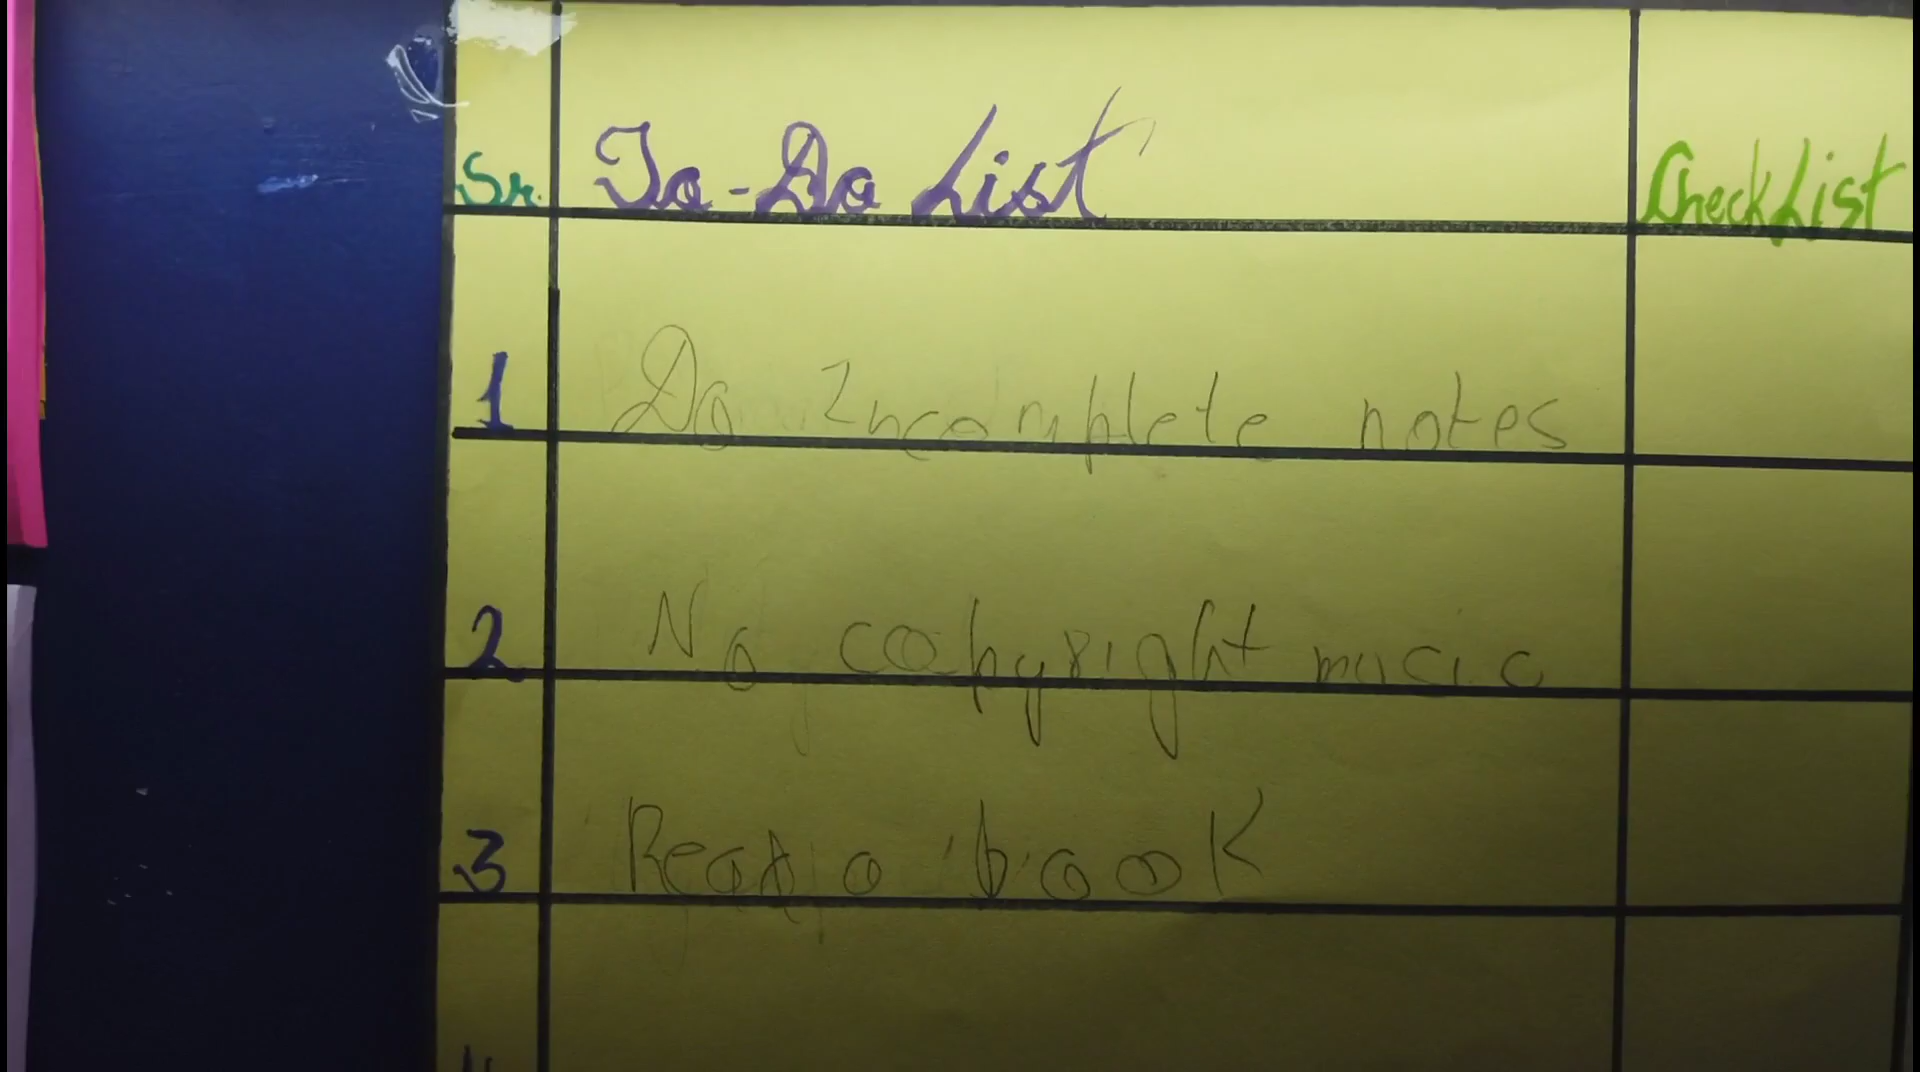 Sr. To-Do List CheckList
1 Do Incomplete notes
2 No copyright music
3 Read a book